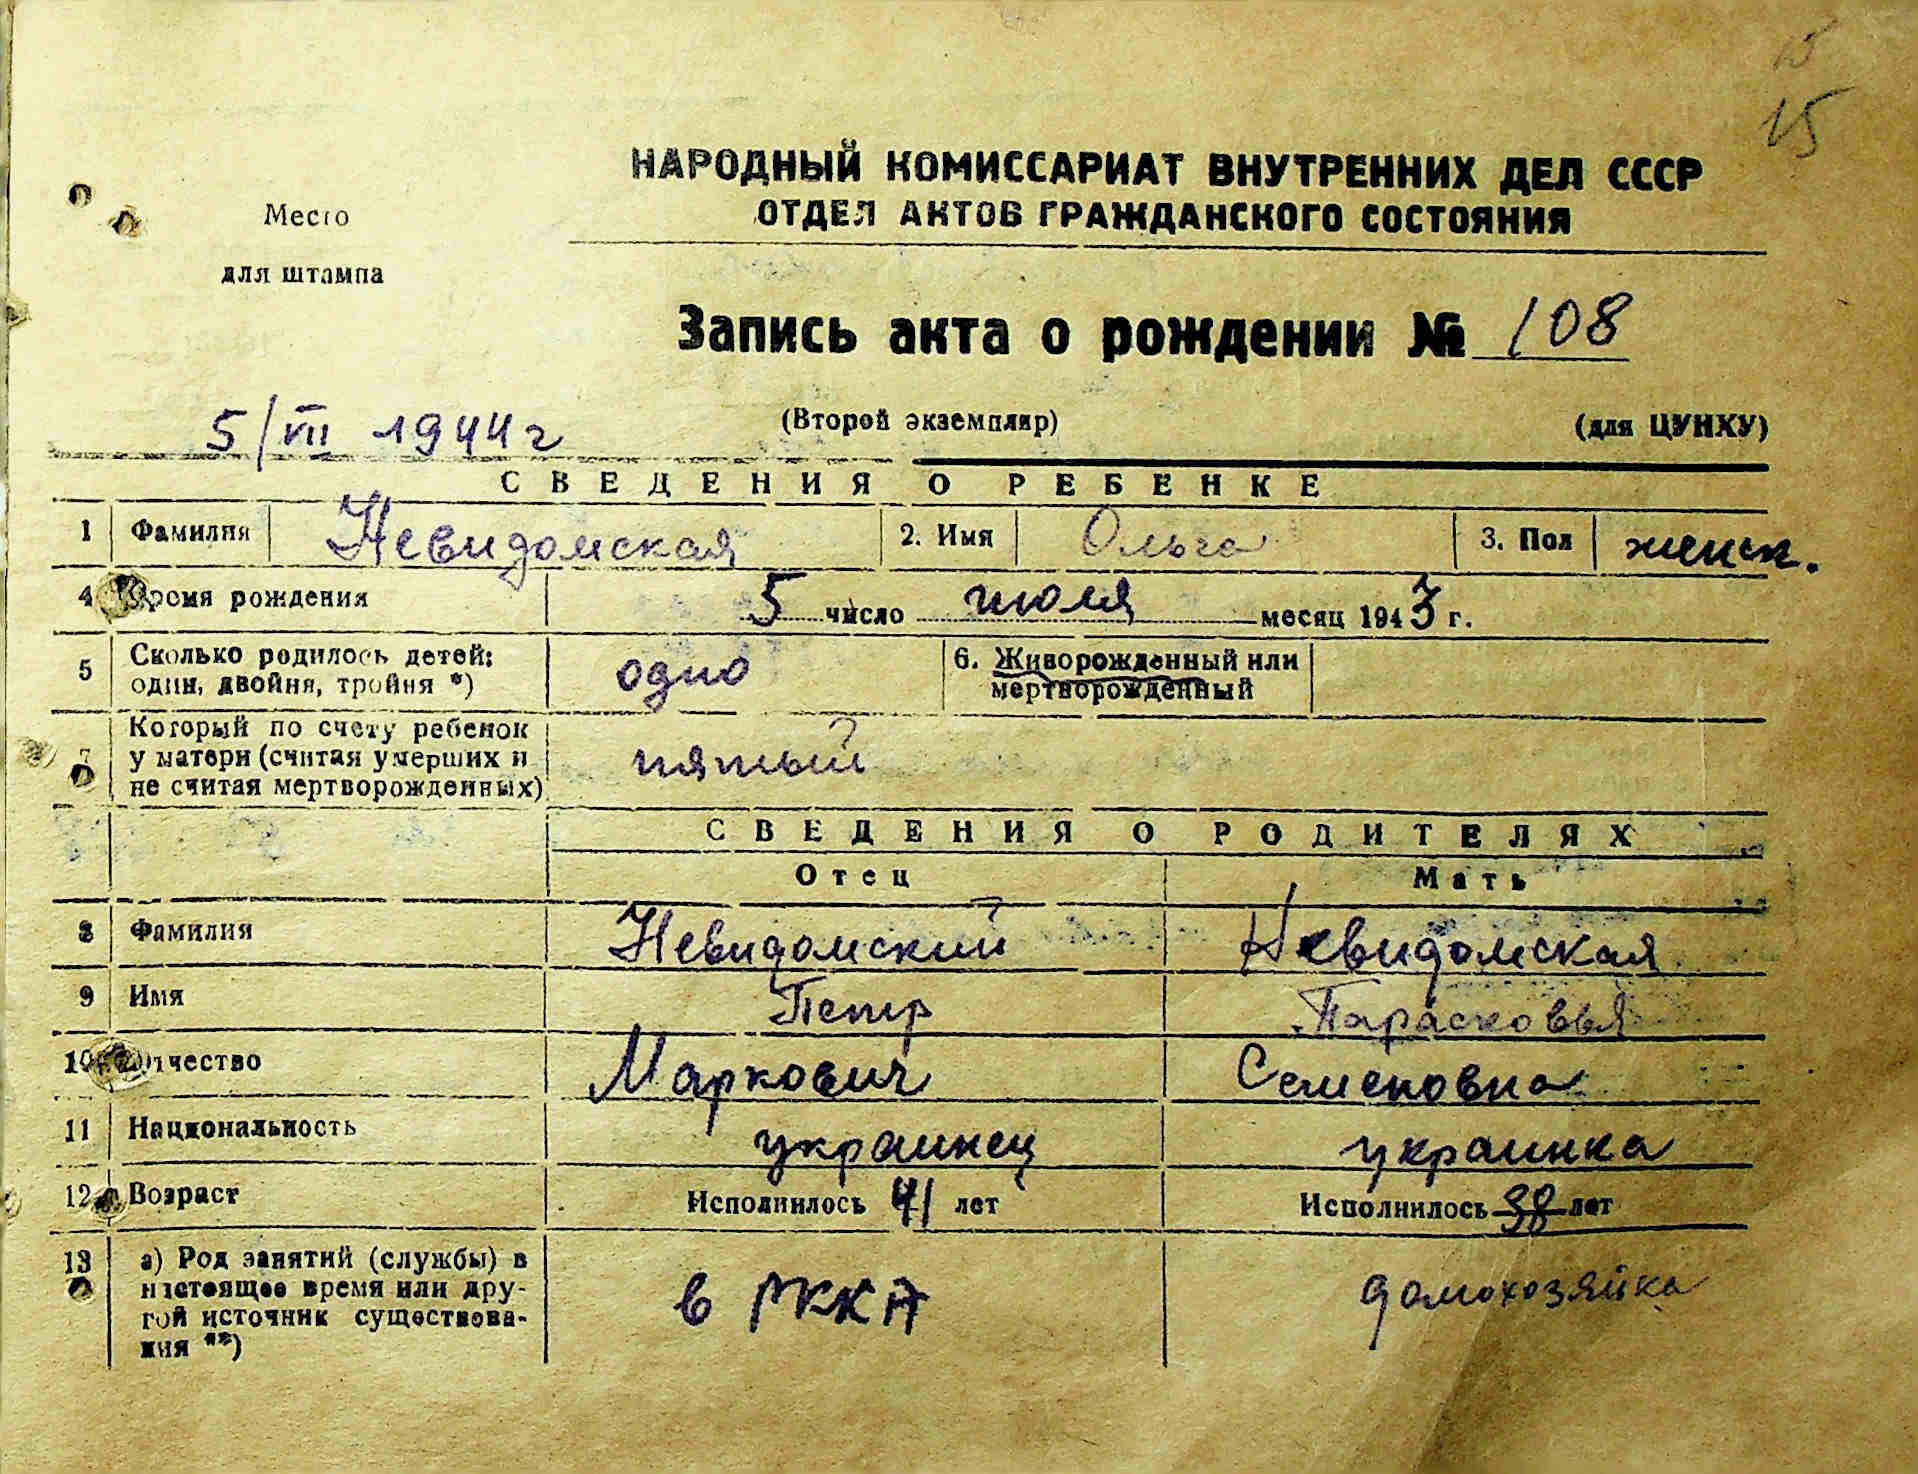 15
15
НАРОДНЫЙ КОМИССАРИАТ ВНУТРЕННИХ ДЕЛ СССР
ОТДЕЛ АКТОВ ГРАЖДАНСКОГО СОСТОЯНИЯ
Место
для штампа
Запись акта о рождении № 108
5/VII 1944 г
(Второй экземпляр) (для ЦУНХУ)
СВЕДЕНИЯ О РЕБЕНКЕ
1 Фамилия Невидомская 2. Имя Ольга 3. Пол женск.
4 Время рождения 5 число июля месяц 1943 г.
5 Сколько родилось детей: один, двойня, тройня *) одно 6. Живорожденный или мертворожденный
7 Который по счету ребенок у матери (считая умерших и не считая мертворожденных) пятый
СВЕДЕНИЯ О РОДИТЕЛЯХ
Отец Мать
8 Фамилия Невидомский Невидомская
9 Имя Петр Парасковья
10 Отчество Маркович Семеновна
11 Национальность украинец украинка
12 Возраст Исполнилось 41 лет Исполнилось 38 лет
13 а) Род занятий (службы) в настоящее время или другой источник существования **) в РККА домохозяйка